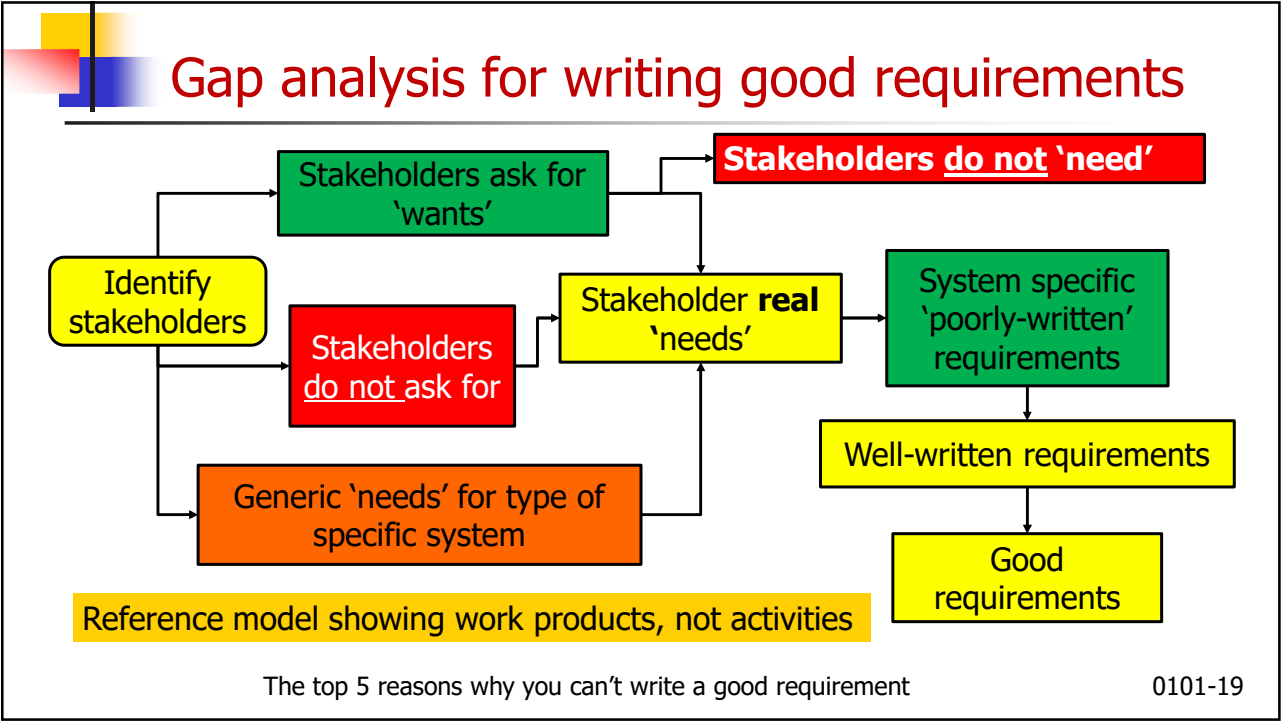 Gap analysis for writing good requirements
Stakeholders ask for
‘wants’
Stakeholders do not ‘need’
Identify
stakeholders
Stakeholders
do not ask for
Stakeholder real
‘needs’
System specific
‘poorly-written’
requirements
Well-written requirements
Generic ‘needs’ for type of
specific system
Good
requirements
Reference model showing work products, not activities
The top 5 reasons why you can’t write a good requirement
0101-19